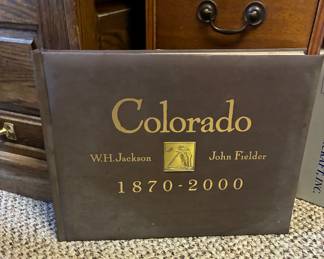 Colorado
W.H. Jackson John Fielder
1870-2000